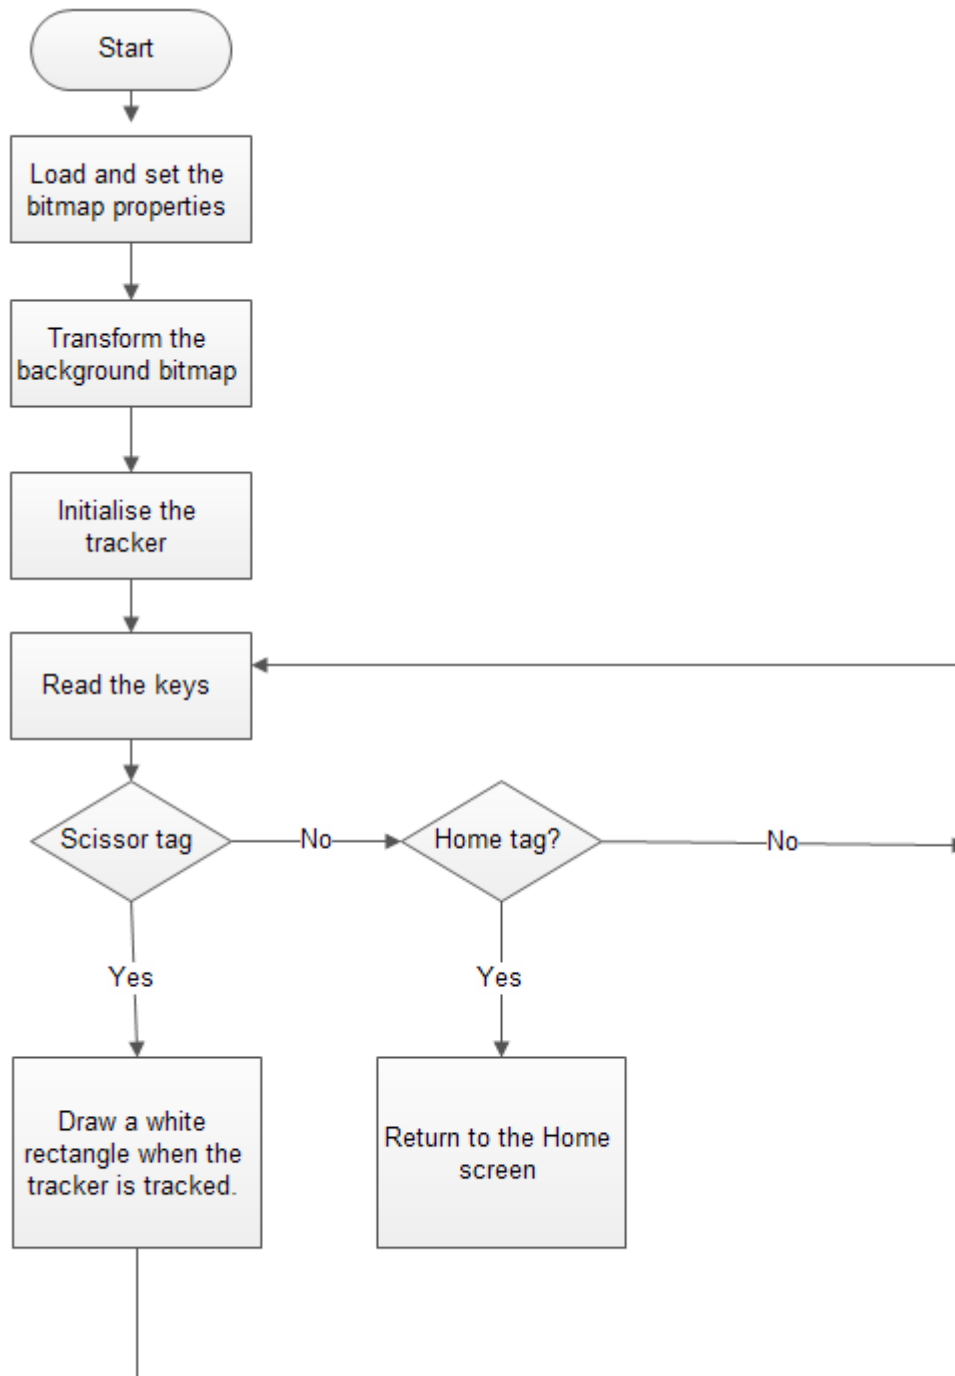 Start
Load and set the
bitmap properties
Transform the
background bitmap
Initialise the
tracker
Read the keys
Scissor tag
No
Home tag?
No
Yes
Yes
Draw a white
rectangle when the
tracker is tracked.
Return to the Home
screen